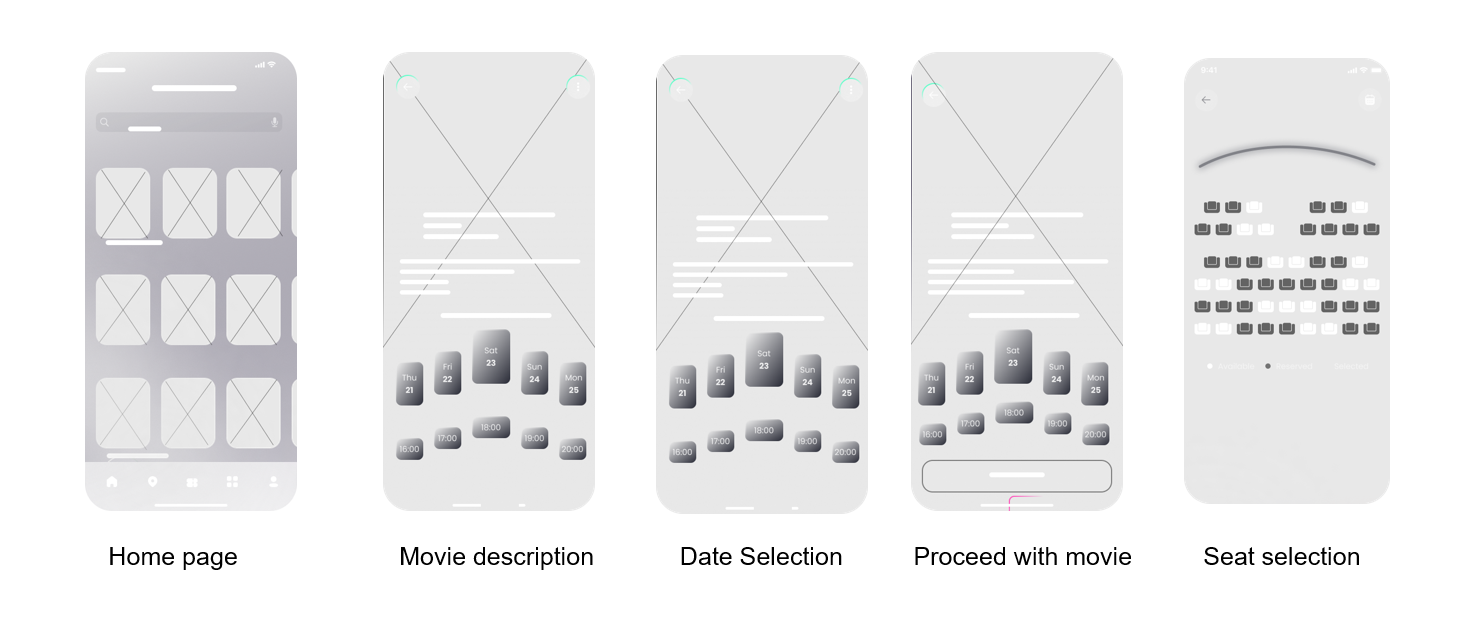 9:41
Sat
23
Fri
22
Sun
24
Thu
21
Mon
25
18:00
17:00
19:00
16:00
20:00
Sat
23
Fri
22
Sun
24
Thu
21
Mon
25
18:00
17:00
19:00
16:00
20:00
Sat
23
Fri
22
Sun
24
Thu
21
Mon
25
18:00
17:00
19:00
16:00
20:00
Available
Reserved
Selected
Home page
Movie description
Date Selection
Proceed with movie
Seat selection